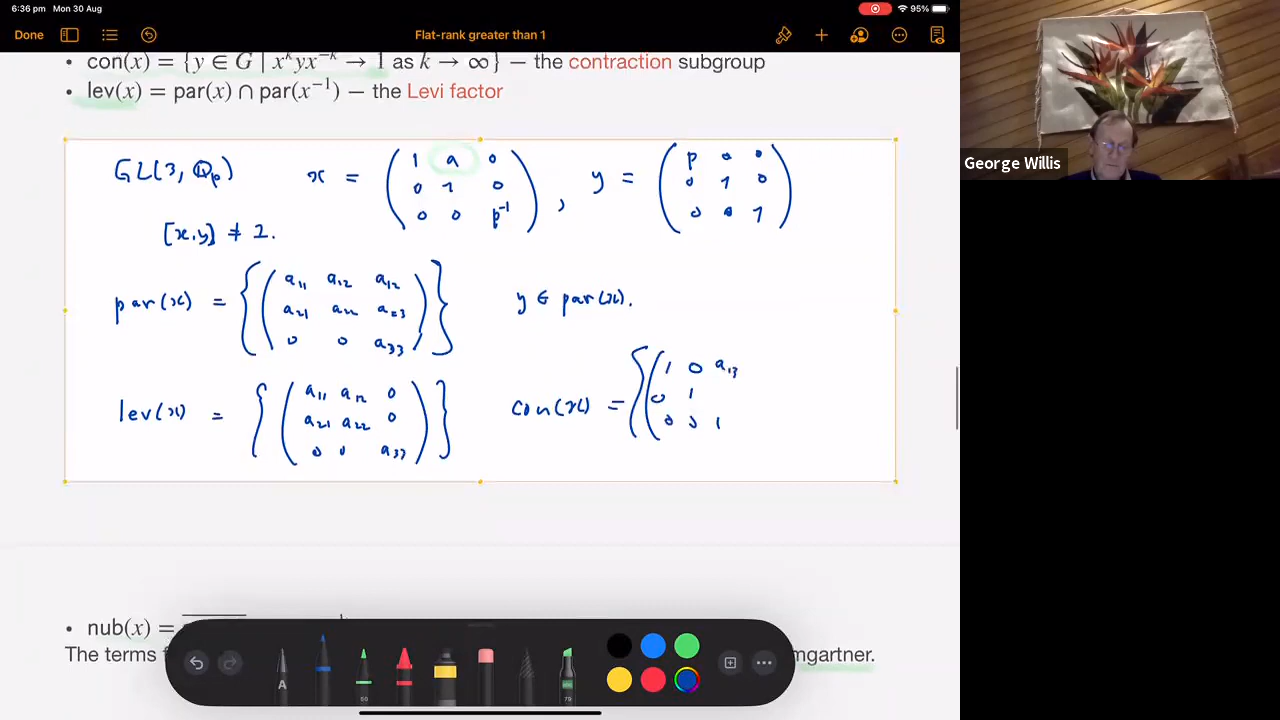 6:36 pm Mon 30 Aug
95%
Done
Flat-rank greater than 1
• con(x) = {y ∈ G | xᵏyx⁻ᵏ → 1 as k → ∞} – the contraction subgroup
• lev(x) = par(x) ∩ par(x⁻¹) – the Levi factor
GL(3, ℚp) x = ( 1 a 0 ; 0 1 0 ; 0 0 p⁻¹ ) , y = ( p 0 0 ; 0 1 0 ; 0 0 1 )
[x,y] ≠ 1.
par(x) = { ( a11 a12 a12 ; a21 a22 a23 ; 0 0 a33 ) } y ∈ par(x).
lev(x) = { ( a11 a12 0 ; a21 a22 0 ; 0 0 a33 ) } con(x) = { ( 1 0 a13 ; 0 1 ; 0 0 1
• nub(x) =
The terms
mgartner.
A
George Willis